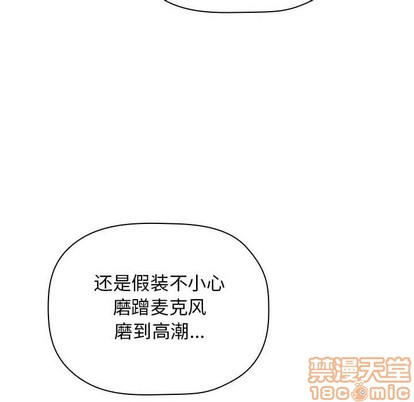 还是假装不小心
磨蹭麦克风
磨到高潮...
禁漫天堂
18comic